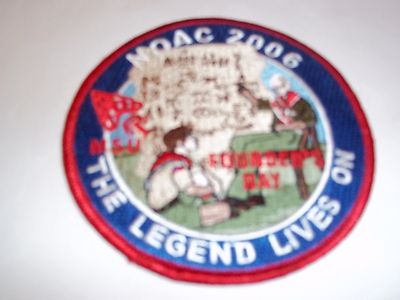 NOAC 2006
MSU
FOUNDER'S
DAY
THE LEGEND LIVES ON